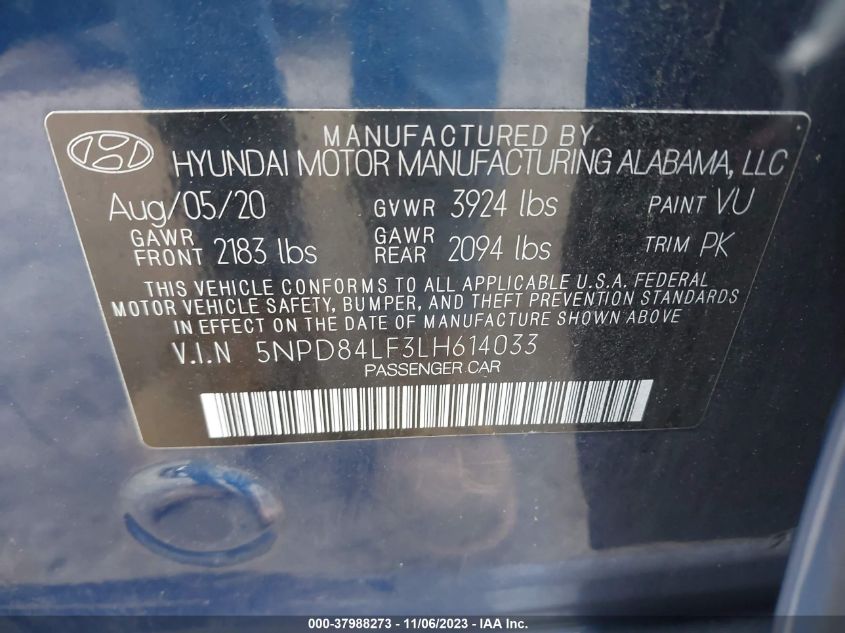 MANUFACTURED BY
HYUNDAI MOTOR MANUFACTURING ALABAMA, LLC
Aug/05/20 GVWR 3924 lbs PAINT VU
GAWR FRONT 2183 lbs GAWR REAR 2094 lbs TRIM PK
THIS VEHICLE CONFORMS TO ALL APPLICABLE U.S.A. FEDERAL
MOTOR VEHICLE SAFETY, BUMPER, AND THEFT PREVENTION STANDARDS
IN EFFECT ON THE DATE OF MANUFACTURE SHOWN ABOVE.
V.I.N 5NPD84LF3LH614033
PASSENGER CAR
000-37988273 - 11/06/2023 - IAA Inc.